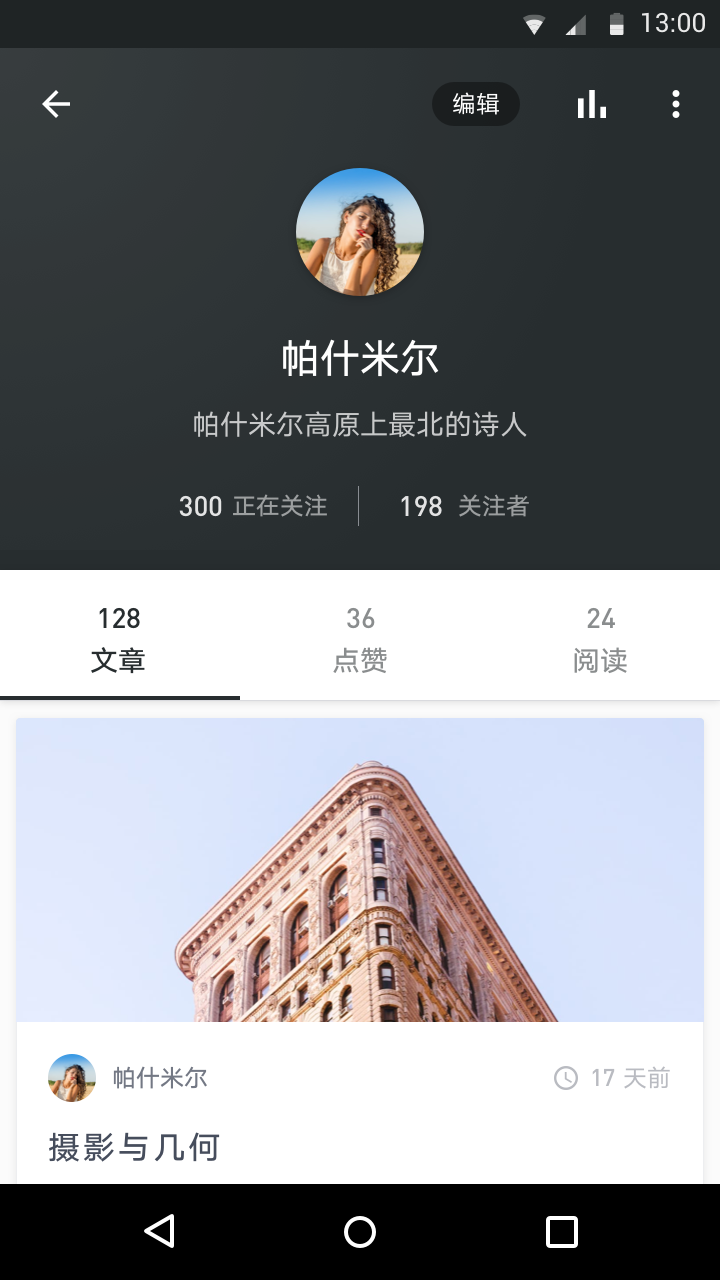 13:00
编辑
帕什米尔
帕什米尔高原上最北的诗人
300 正在关注 198 关注者
128 36 24
文章 点赞 阅读
帕什米尔 17 天前
摄影与几何